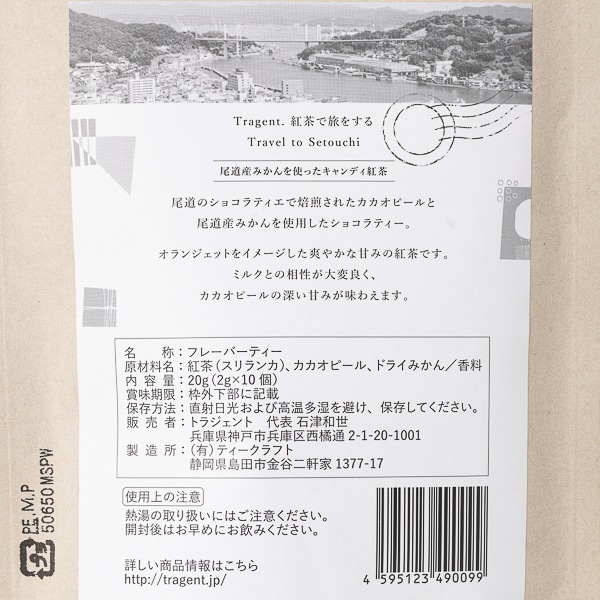 Tragent. 紅茶で旅をする
Travel to Setouchi
尾道産みかんを使ったキャンディ紅茶
尾道のショコラティエで焙煎されたカカオピールと
尾道産みかんを使用したショコラティー。
オランジェットをイメージした爽やかな甘みの紅茶です。
ミルクとの相性が大変良く、
カカオピールの深い甘みが味わえます。
名 称：フレーバーティー
原材料名：紅茶（スリランカ）、カカオピール、ドライみかん／香料
内 容 量：20g（2g×10個）
賞味期限：枠外下部に記載
保存方法：直射日光および高温多湿を避け、保存してください。
販 売 者：トラジェント 代表 石津和世
兵庫県神戸市兵庫区西橘通 2-1-20-1001
製 造 所：（有）ティークラフト
静岡県島田市金谷二軒家 1377-17
使用上の注意
熱湯の取り扱いにはご注意ください。
開封後はお早めにお飲みください。
詳しい商品情報はこちら
http://tragent.jp/
4 595123 490099
プラ
PE,M,P
50650 MSPW